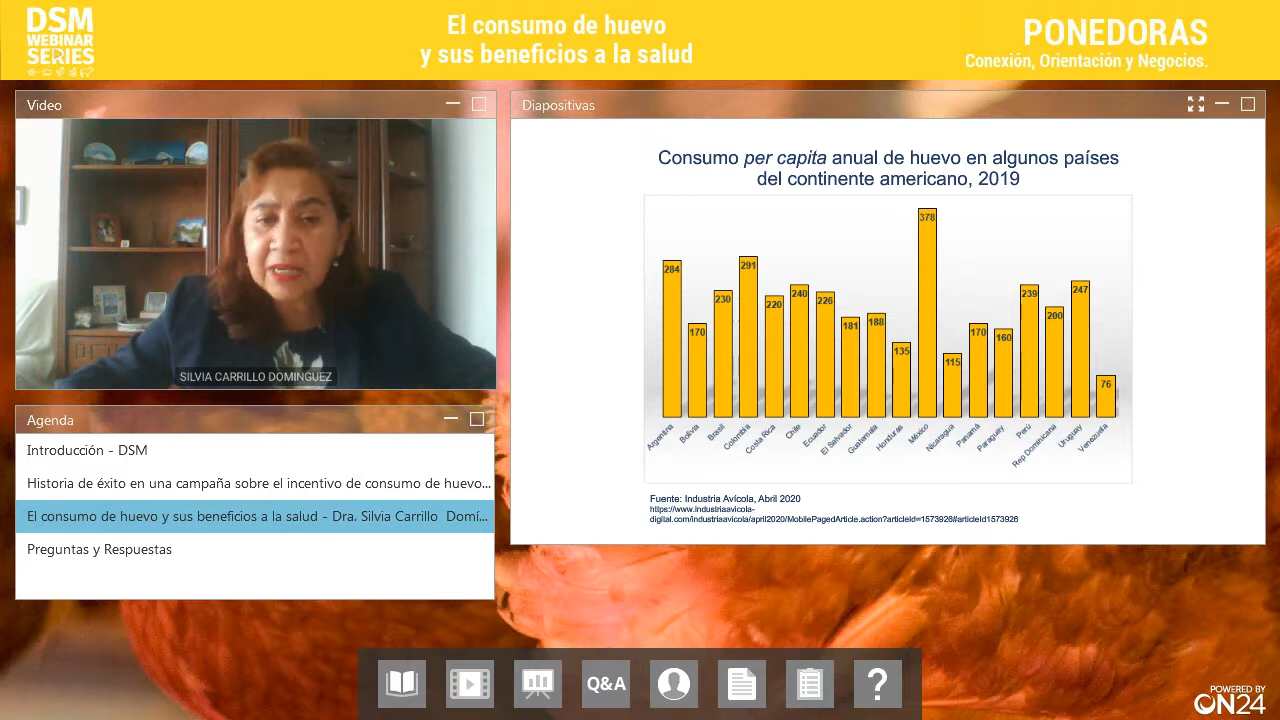 DSM
WEBINAR
SERIES
El consumo de huevo
y sus beneficios a la salud
PONEDORAS
Conexión, Orientación y Negocios.
Video
SILVIA CARRILLO DOMINGUEZ
Agenda
Introducción - DSM
Historia de éxito en una campaña sobre el incentivo de consumo de huevo...
El consumo de huevo y sus beneficios a la salud - Dra. Silvia Carrillo Domí...
Preguntas y Respuestas
Diapositivas
Consumo per capita anual de huevo en algunos países
del continente americano, 2019
284
170
230
291
220
240
226
181
188
135
378
115
170
160
239
200
247
76
Argentina
Bolivia
Brasil
Colombia
Costa Rica
Chile
Ecuador
El Salvador
Guatemala
Honduras
México
Nicaragua
Panamá
Paraguay
Perú
Rep Dominicana
Uruguay
Venezuela
Fuente: Industria Avícola, Abril 2020
https://www.industriaavicola-
digital.com/industriaavicola/april2020/MobilePagedArticle.action?articleId=1573926#articleId1573926
Q&A
?
POWERED BY
ON24